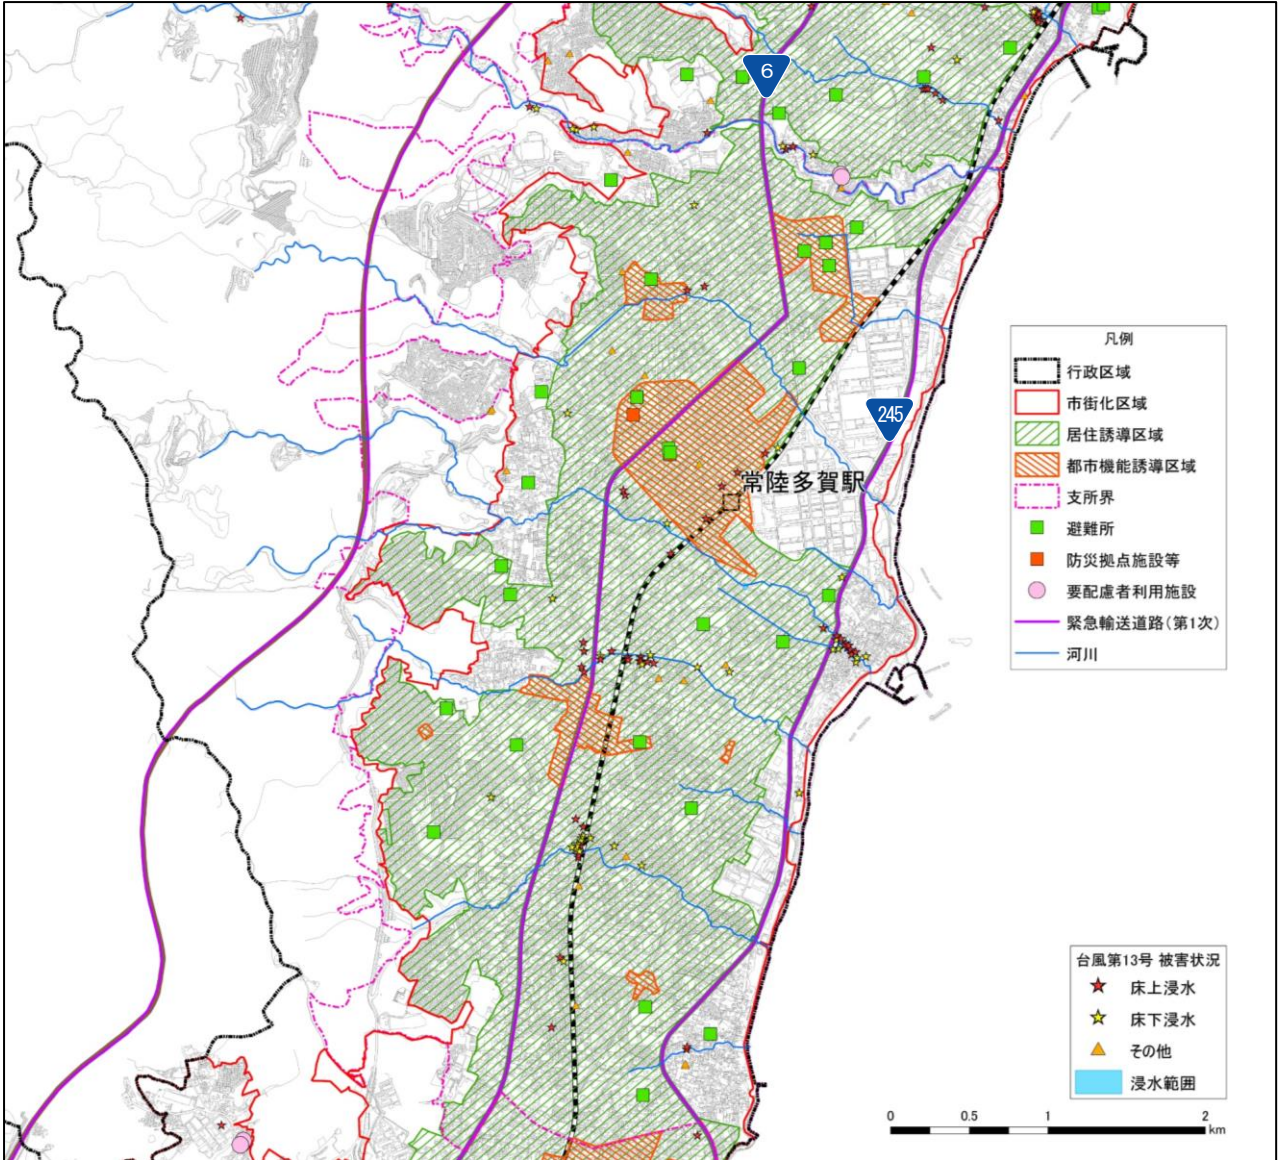 6
245
常陸多賀駅
凡例
行政区域
市街化区域
居住誘導区域
都市機能誘導区域
支所界
避難所
防災拠点施設等
要配慮者利用施設
緊急輸送道路(第1次)
河川
台風第13号 被害状況
床上浸水
床下浸水
その他
浸水範囲
0 0.5 1 2
km